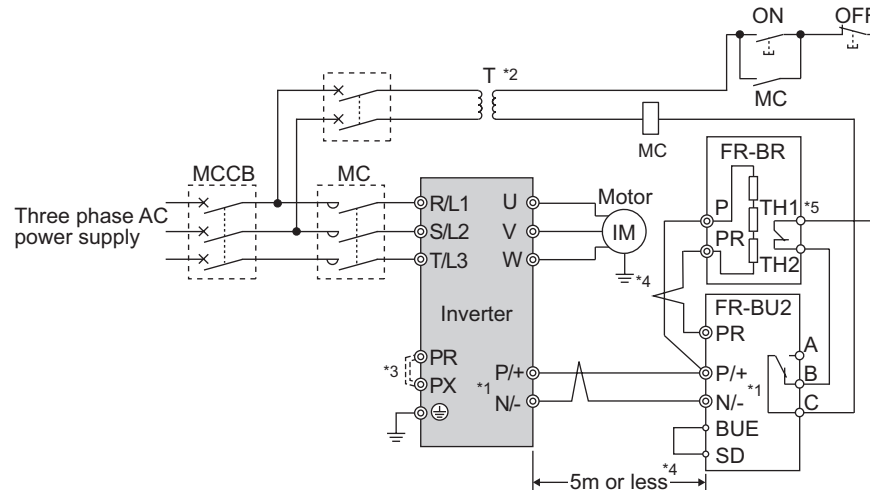 ON OFF
T *2
MC
MC
FR-BR
MCCB MC
Motor
R/L1 U
P TH1 *5
Three phase AC
power supply
S/L2 V IM
PR
T/L3 W
TH2
*4
FR-BU2
Inverter
PR
A
PR
*3
P/+ P/+
B
PX *1
*1
N/- N/-
C
BUE
SD
5m or less *4